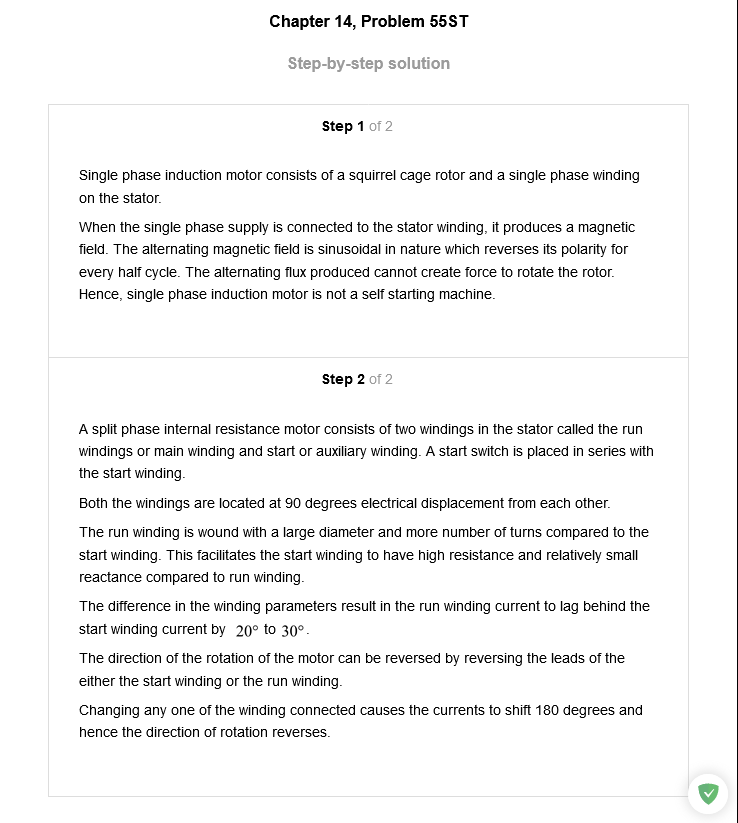 Chapter 14, Problem 55ST
Step-by-step solution
Step 1 of 2
Single phase induction motor consists of a squirrel cage rotor and a single phase winding
on the stator.
When the single phase supply is connected to the stator winding, it produces a magnetic
field. The alternating magnetic field is sinusoidal in nature which reverses its polarity for
every half cycle. The alternating flux produced cannot create force to rotate the rotor.
Hence, single phase induction motor is not a self starting machine.
Step 2 of 2
A split phase internal resistance motor consists of two windings in the stator called the run
windings or main winding and start or auxiliary winding. A start switch is placed in series with
the start winding.
Both the windings are located at 90 degrees electrical displacement from each other.
The run winding is wound with a large diameter and more number of turns compared to the
start winding. This facilitates the start winding to have high resistance and relatively small
reactance compared to run winding.
The difference in the winding parameters result in the run winding current to lag behind the
start winding current by 20° to 30°.
The direction of the rotation of the motor can be reversed by reversing the leads of the
either the start winding or the run winding.
Changing any one of the winding connected causes the currents to shift 180 degrees and
hence the direction of rotation reverses.